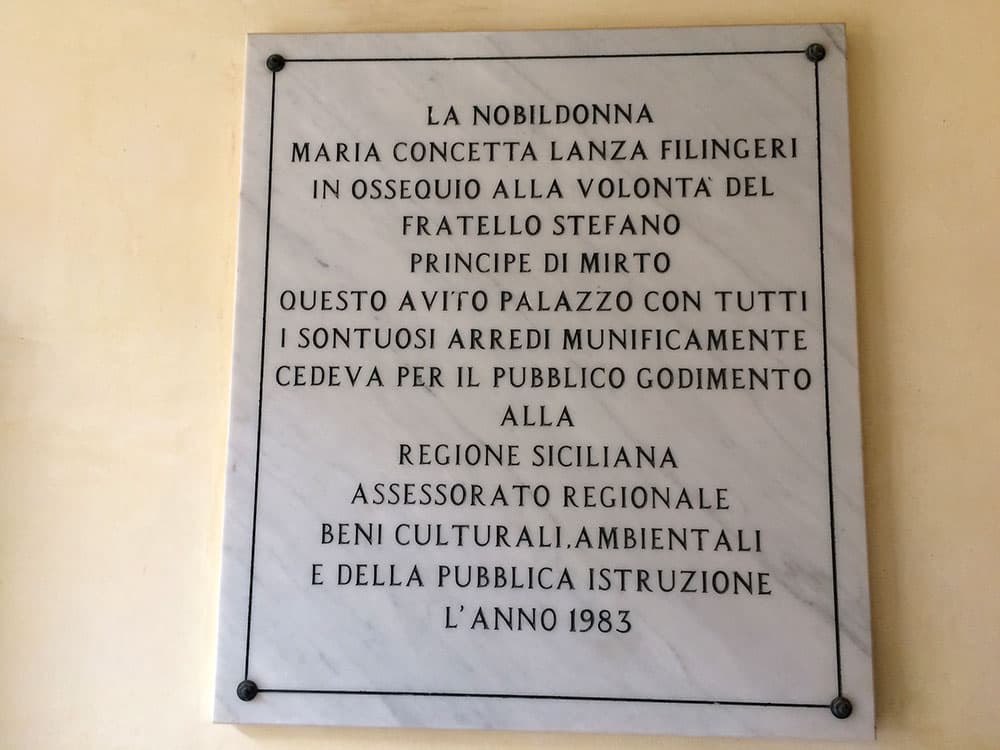 LA NOBILDONNA
MARIA CONCETTA LANZA FILINGERI
IN OSSEQUIO ALLA VOLONTA' DEL
FRATELLO STEFANO
PRINCIPE DI MIRTO
QUESTO AVITO PALAZZO CON TUTTI
I SONTUOSI ARREDI MUNIFICAMENTE
CEDEVA PER IL PUBBLICO GODIMENTO
ALLA
REGIONE SICILIANA
ASSESSORATO REGIONALE
BENI CULTURALI.AMBIENTALI
E DELLA PUBBLICA ISTRUZIONE
L'ANNO 1983